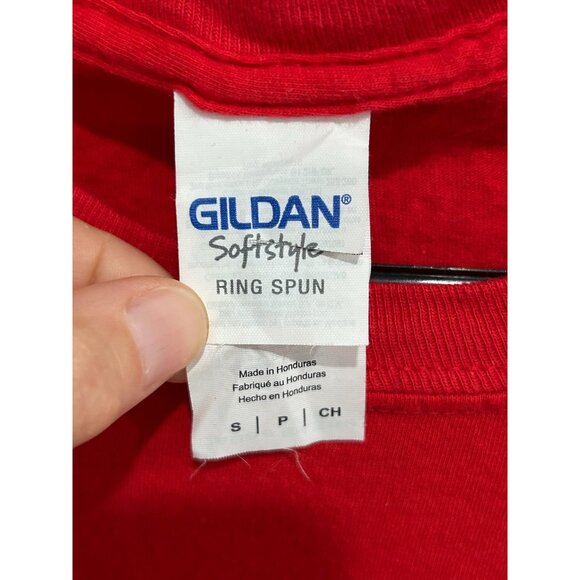 GILDAN®
Softstyle
RING SPUN
Made in Honduras
Fabriqué au Honduras
Hecho en Honduras
S | P | CH